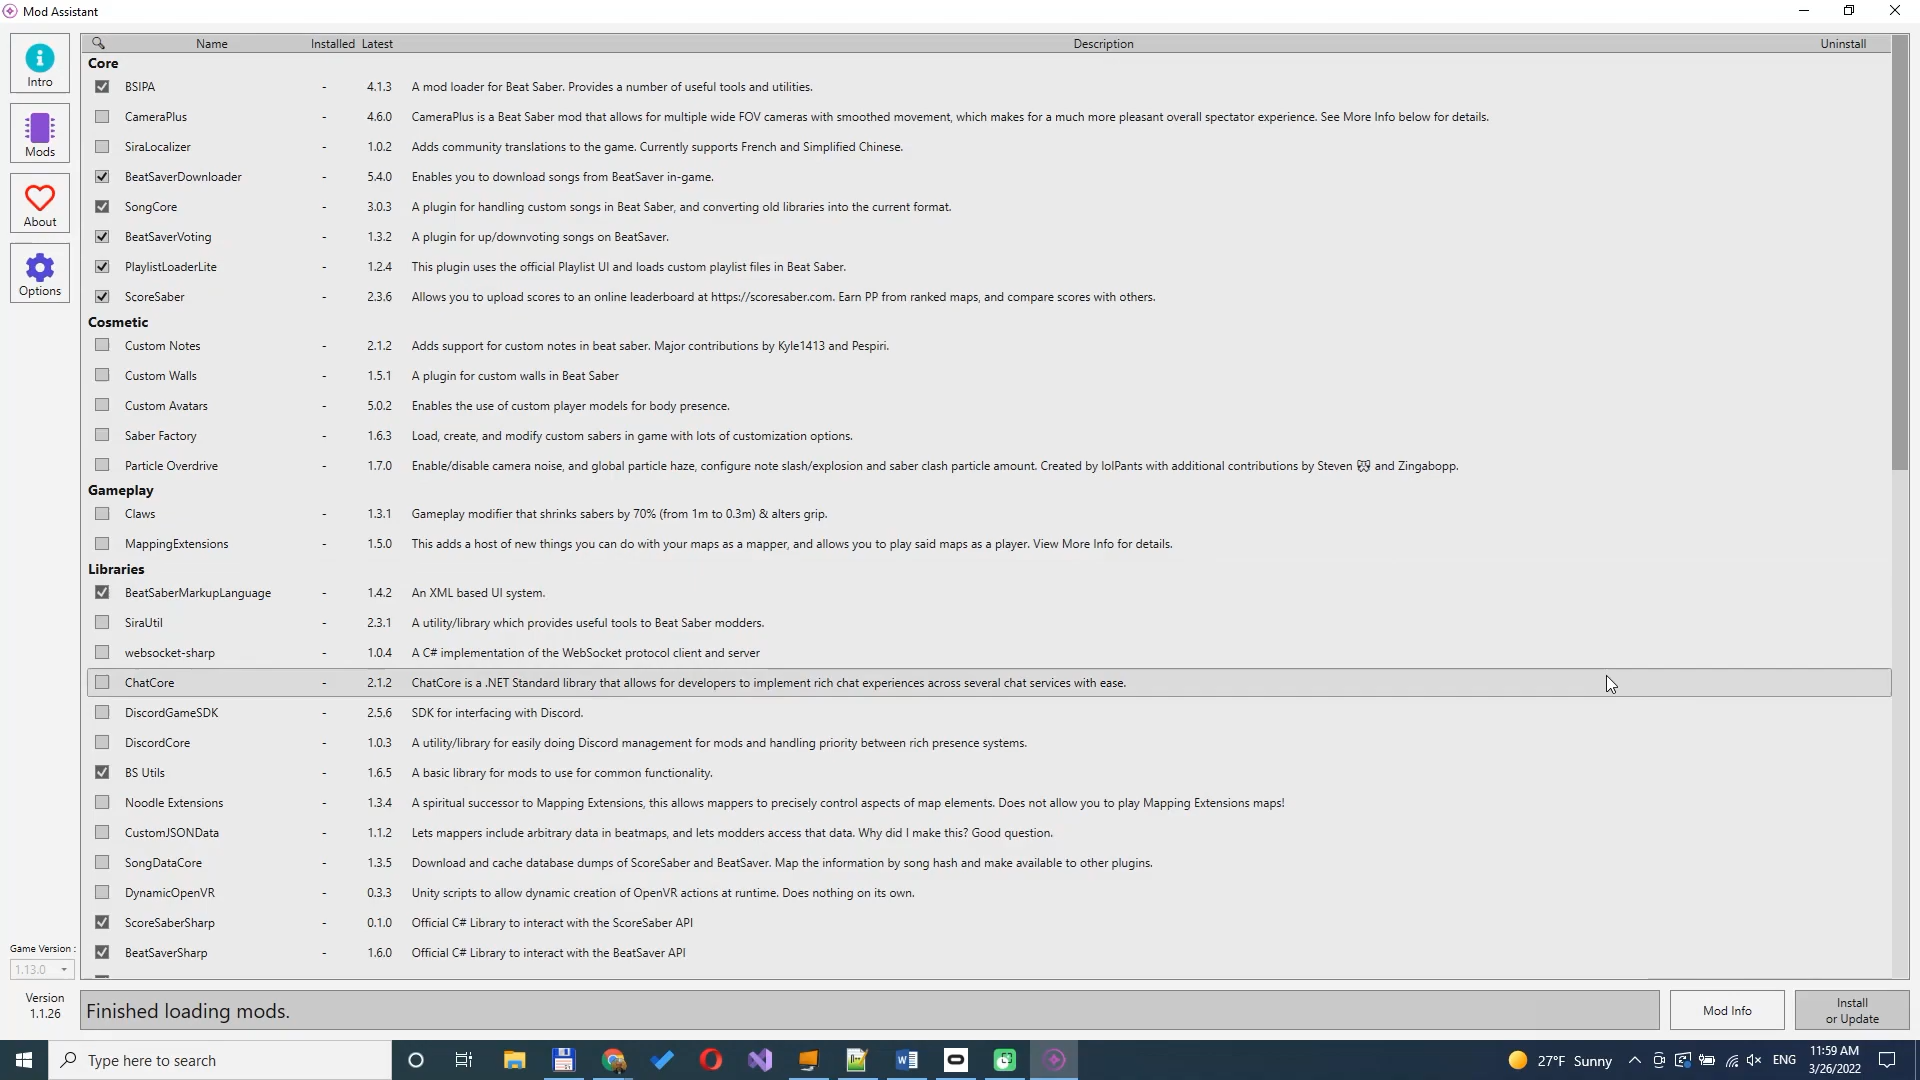 Mod Assistant
Name Installed Latest Description Uninstall
Core
BSIPA - 4.1.3 A mod loader for Beat Saber. Provides a number of useful tools and utilities.
CameraPlus - 4.6.0 CameraPlus is a Beat Saber mod that allows for multiple wide FOV cameras with smoothed movement, which makes for a much more pleasant overall spectator experience. See More Info below for details.
SiraLocalizer - 1.0.2 Adds community translations to the game. Currently supports French and Simplified Chinese.
BeatSaverDownloader - 5.4.0 Enables you to download songs from BeatSaver in-game.
SongCore - 3.0.3 A plugin for handling custom songs in Beat Saber, and converting old libraries into the current format.
BeatSaverVoting - 1.3.2 A plugin for up/downvoting songs on BeatSaver.
PlaylistLoaderLite - 1.2.4 This plugin uses the official Playlist UI and loads custom playlist files in Beat Saber.
ScoreSaber - 2.3.6 Allows you to upload scores to an online leaderboard at https://scoresaber.com. Earn PP from ranked maps, and compare scores with others.
Cosmetic
Custom Notes - 2.1.2 Adds support for custom notes in beat saber. Major contributions by Kyle1413 and Pespiri.
Custom Walls - 1.5.1 A plugin for custom walls in Beat Saber
Custom Avatars - 5.0.2 Enables the use of custom player models for body presence.
Saber Factory - 1.6.3 Load, create, and modify custom sabers in game with lots of customization options.
Particle Overdrive - 1.7.0 Enable/disable camera noise, and global particle haze, configure note slash/explosion and saber clash particle amount. Created by lolPants with additional contributions by Steven 🐯 and Zingabopp.
Gameplay
Claws - 1.3.1 Gameplay modifier that shrinks sabers by 70% (from 1m to 0.3m) & alters grip.
MappingExtensions - 1.5.0 This adds a host of new things you can do with your maps as a mapper, and allows you to play said maps as a player. View More Info for details.
Libraries
BeatSaberMarkupLanguage - 1.4.2 An XML based UI system.
SiraUtil - 2.3.1 A utility/library which provides useful tools to Beat Saber modders.
websocket-sharp - 1.0.4 A C# implementation of the WebSocket protocol client and server
ChatCore - 2.1.2 ChatCore is a .NET Standard library that allows for developers to implement rich chat experiences across several chat services with ease.
DiscordGameSDK - 2.5.6 SDK for interfacing with Discord.
DiscordCore - 1.0.3 A utility/library for easily doing Discord management for mods and handling priority between rich presence systems.
BS Utils - 1.6.5 A basic library for mods to use for common functionality.
Noodle Extensions - 1.3.4 A spiritual successor to Mapping Extensions, this allows mappers to precisely control aspects of map elements. Does not allow you to play Mapping Extensions maps!
CustomJSONData - 1.1.2 Lets mappers include arbitrary data in beatmaps, and lets modders access that data. Why did I make this? Good question.
SongDataCore - 1.3.5 Download and cache database dumps of ScoreSaber and BeatSaver. Map the information by song hash and make available to other plugins.
DynamicOpenVR - 0.3.3 Unity scripts to allow dynamic creation of OpenVR actions at runtime. Does nothing on its own.
ScoreSaberSharp - 0.1.0 Official C# Library to interact with the ScoreSaber API
BeatSaverSharp - 1.6.0 Official C# Library to interact with the BeatSaver API
Intro
Mods
About
Options
Game Version :
1.13.0
Version
1.1.26
Finished loading mods.
Mod Info
Install
or Update
Type here to search
27°F Sunny
ENG
11:59 AM
3/26/2022